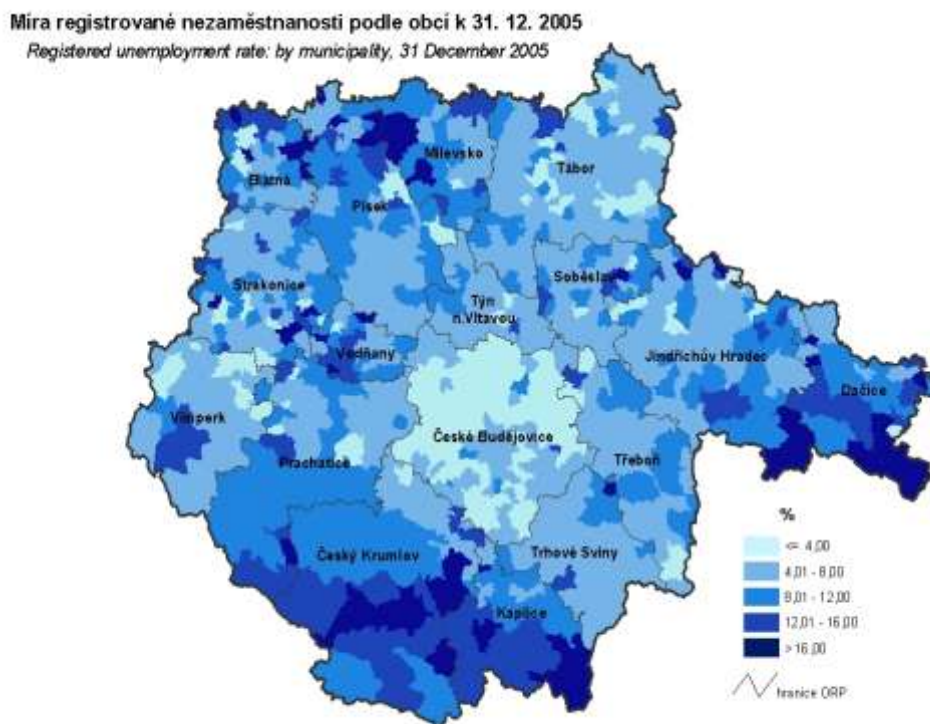 Míra registrované nezaměstnanosti podle obcí k 31. 12. 2005
Registered unemployment rate: by municipality, 31 December 2005
Milevsko
Tábor
Blatná
Písek
Soběslav
Strakonice
Týn
n.Vltavou
Vodňany
Jindřichův Hradec
Dačice
Vimperk
České Budějovice
Prachatice
Třeboň
Český Krumlov
Trhové Sviny
Kaplice
%
<= 4,00
4,01 - 8,00
8,01 - 12,00
12,01 - 16,00
> 16,00
hranice ORP